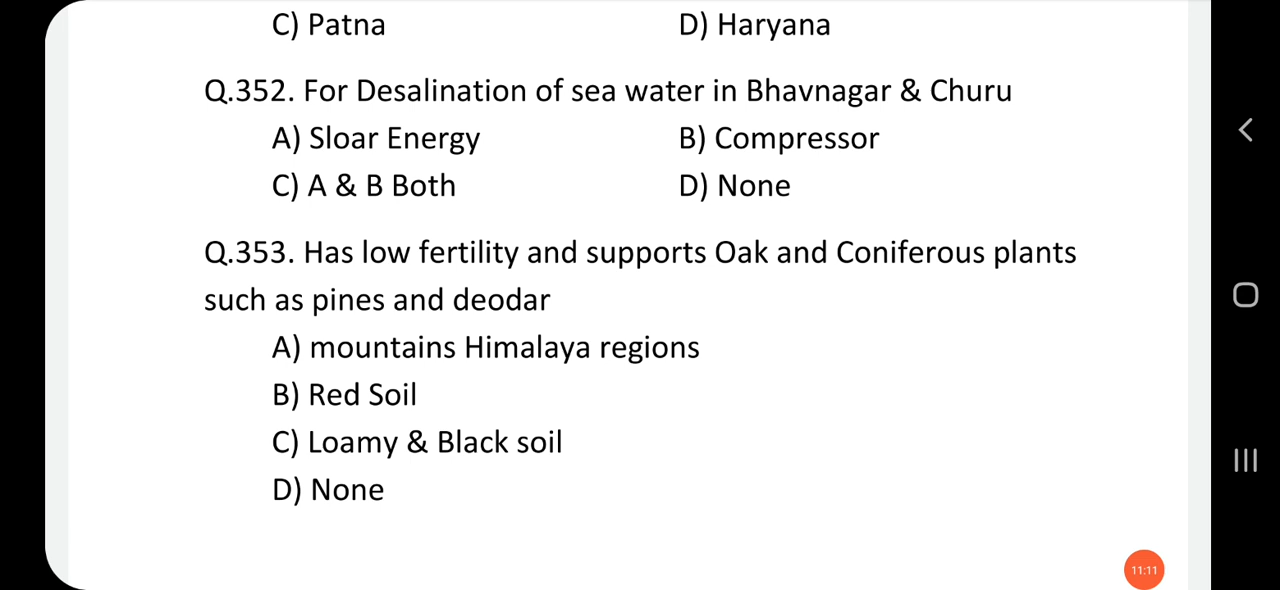 C) Patna D) Haryana
Q.352. For Desalination of sea water in Bhavnagar & Churu
A) Sloar Energy B) Compressor
C) A & B Both D) None
Q.353. Has low fertility and supports Oak and Coniferous plants
such as pines and deodar
A) mountains Himalaya regions
B) Red Soil
C) Loamy & Black soil
D) None
11:11